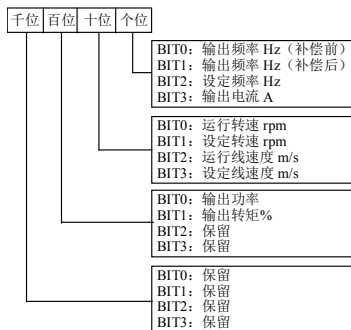 千位 百位 十位 个位
BIT0：输出频率 Hz（补偿前）
BIT1：输出频率 Hz（补偿后）
BIT2：设定频率 Hz
BIT3：输出电流 A
BIT0：运行转速 rpm
BIT1：设定转速 rpm
BIT2：运行线速度 m/s
BIT3：设定线速度 m/s
BIT0：输出功率
BIT1：输出转矩%
BIT2：保留
BIT3：保留
BIT0：保留
BIT1：保留
BIT2：保留
BIT3：保留